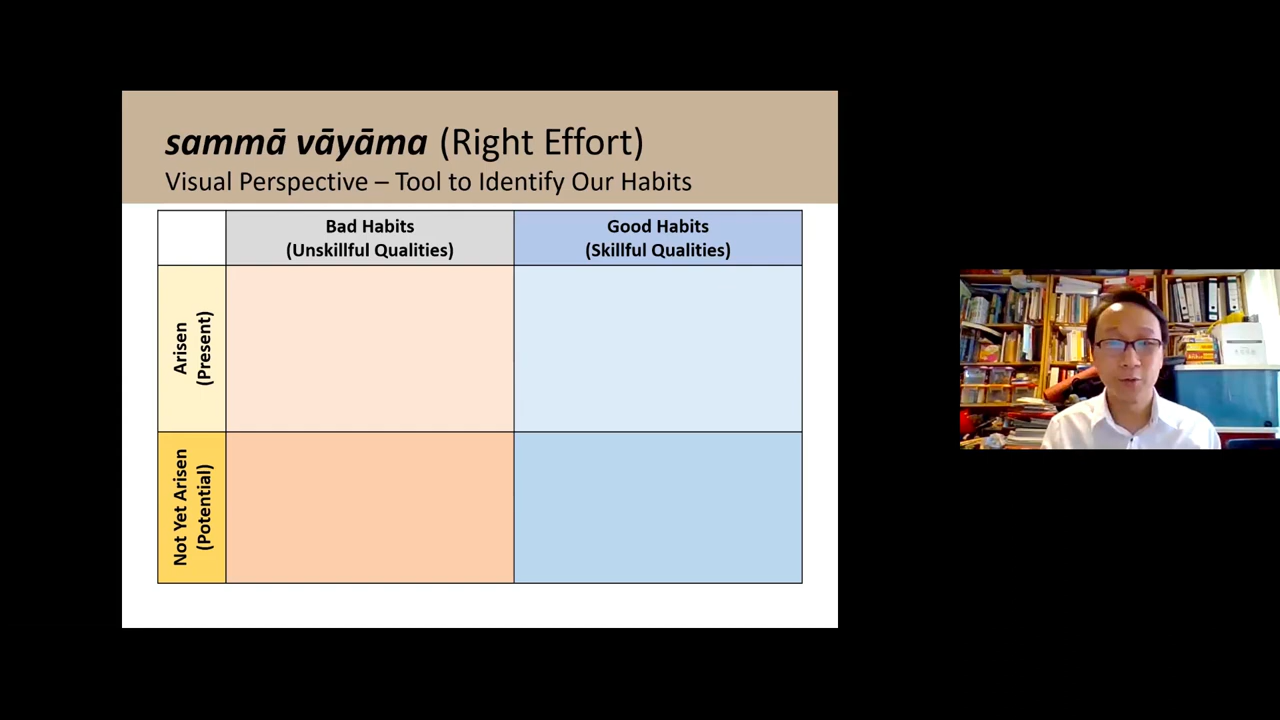 sammā vāyāma (Right Effort)
Visual Perspective – Tool to Identify Our Habits
Bad Habits
(Unskillful Qualities)
Good Habits
(Skillful Qualities)
Arisen
(Present)
Not Yet Arisen
(Potential)